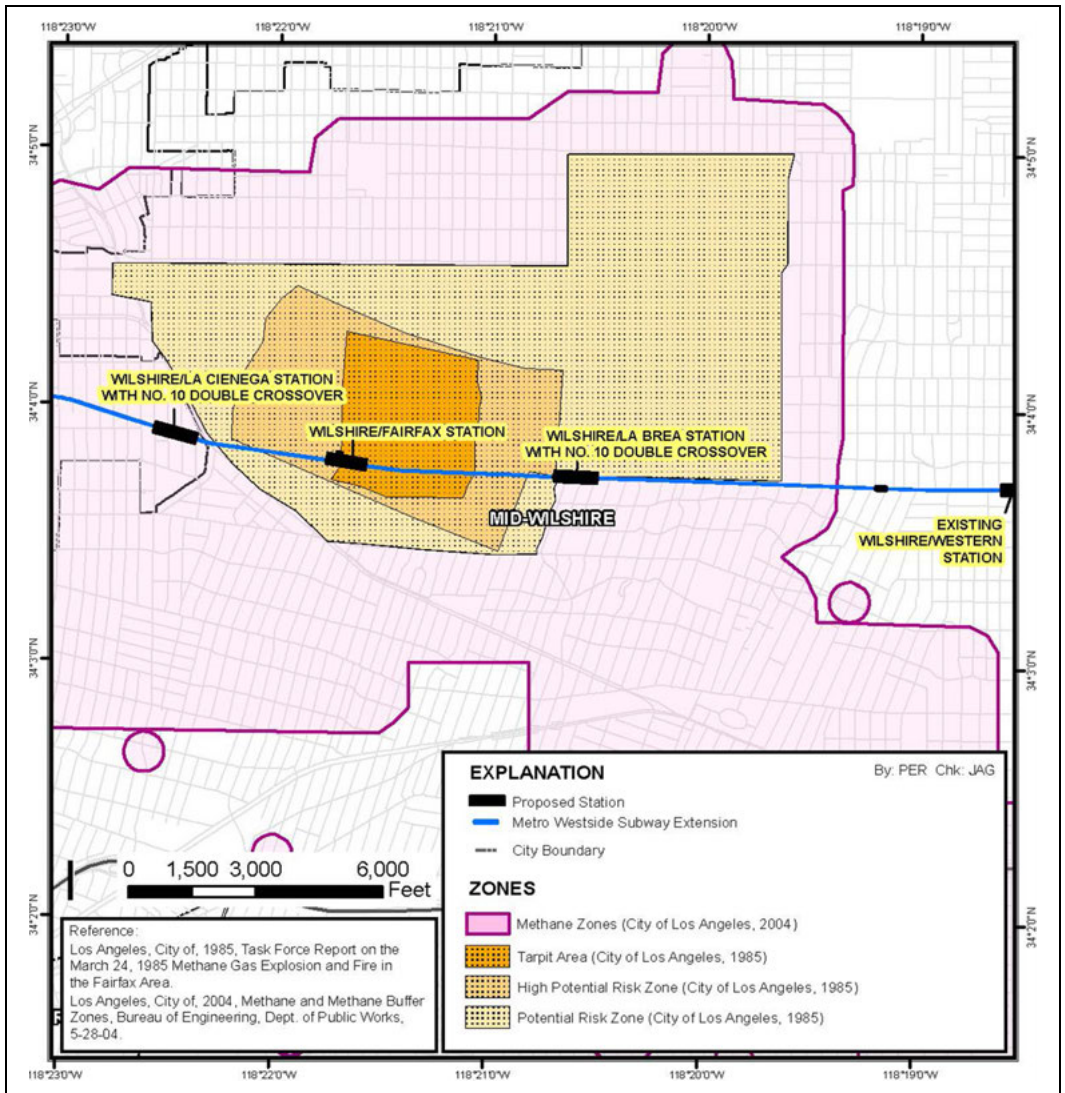 118°23'0"W
118°22'0"W
118°21'0"W
118°20'0"W
118°19'0"W
34°5'0"N
34°5'0"N
WILSHIRE/LA CIENEGA STATION
WITH NO. 10 DOUBLE CROSSOVER
WILSHIRE/FAIRFAX STATION
WILSHIRE/LA BREA STATION
WITH NO. 10 DOUBLE CROSSOVER
34°4'0"N
34°4'0"N
MID-WILSHIRE
EXISTING
WILSHIRE/WESTERN
STATION
34°3'0"N
34°3'0"N
EXPLANATION
By: PER Chk: JAG
Proposed Station
Metro Westside Subway Extension
City Boundary
ZONES
Methane Zones (City of Los Angeles, 2004)
Tarpit Area (City of Los Angeles, 1985)
High Potential Risk Zone (City of Los Angeles, 1985)
Potential Risk Zone (City of Los Angeles, 1985)
0 1,500 3,000 6,000
Feet
34°2'0"N
34°2'0"N
Reference:
Los Angeles, City of, 1985, Task Force Report on the
March 24, 1985 Methane Gas Explosion and Fire in
the Fairfax Area.
Los Angeles, City of, 2004, Methane and Methane Buffer
Zones, Bureau of Engineering, Dept. of Public Works,
5-28-04.
118°23'0"W
118°22'0"W
118°21'0"W
118°20'0"W
118°19'0"W